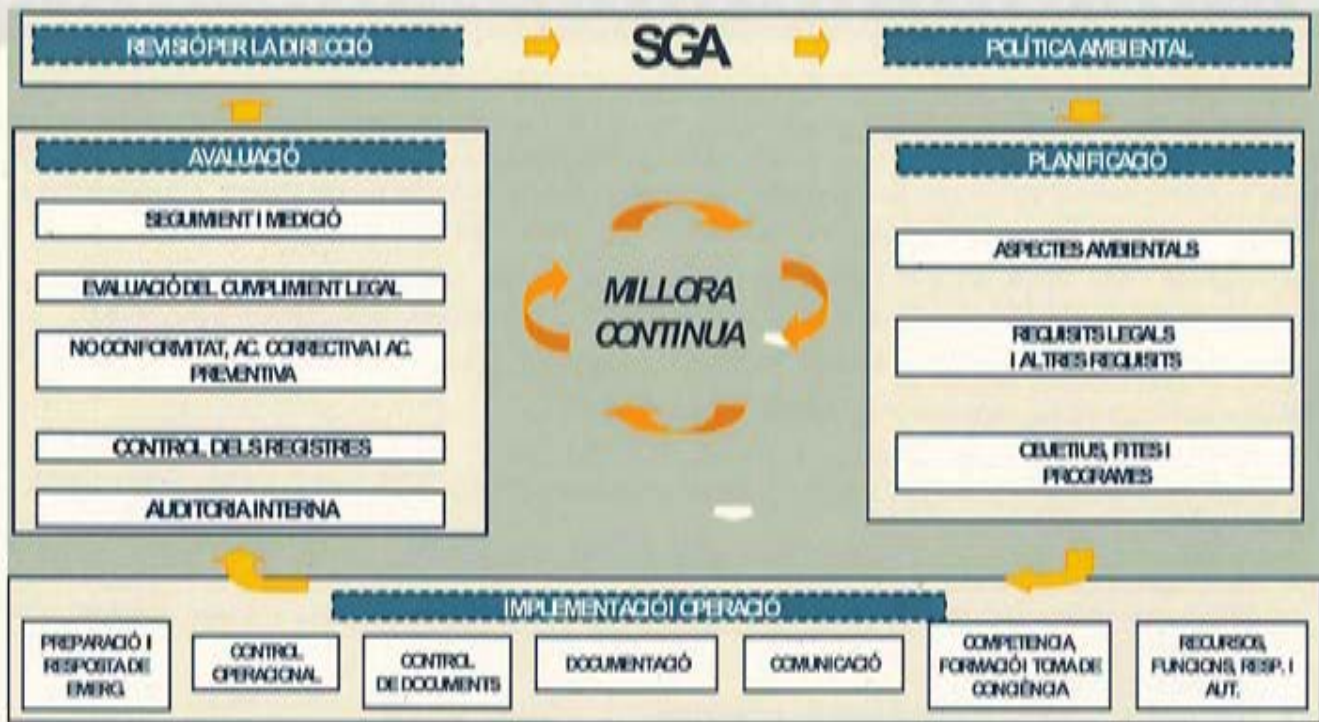 REVISIÓ PER LA DIRECCIÓ
SGA
POLÍTICA AMBIENTAL
AVALUACIÓ
SEGUIMIENT I MEDICIÓ
EVALUACIÓ DEL CUMPLIMENT LEGAL
NO CONFORMITAT, AC. CORRECTIVA I AC.
PREVENTIVA
CONTROL DELS REGISTRES
AUDITORIA INTERNA
MILLORA
CONTINUA
PLANIFICACIÓ
ASPECTES AMBIENTALS
REQUISITS LEGALS
I ALTRES REQUISITS
OBJETIUS, FITES I
PROGRAMES
IMPLEMENTACIÓ I OPERACIÓ
PREPARACIÓ I
RESPOSTA DE
EMERG.
CONTROL
OPERACIONAL
CONTROL
DE DOCUMENTS
DOCUMENTACIÓ
COMUNICACIÓ
COMPETENCIA,
FORMACIÓ I TOMA DE
CONCIÈNCIA
RECURSOS,
FUNCIONS, RESP. I
AUT.